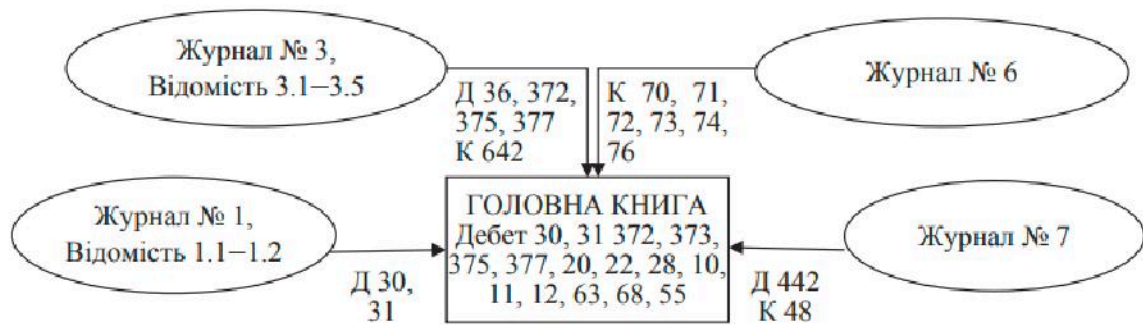 Журнал № 3,
Відомість 3.1–3.5
Журнал № 6
Д 36, 372,
375, 377
К 642
К 70, 71,
72, 73, 74,
76
Журнал № 1,
Відомість 1.1–1.2
ГОЛОВНА КНИГА
Дебет 30, 31 372, 373,
375, 377, 20, 22, 28, 10,
11, 12, 63, 68, 55
Журнал № 7
Д 30,
31
Д 442
К 48